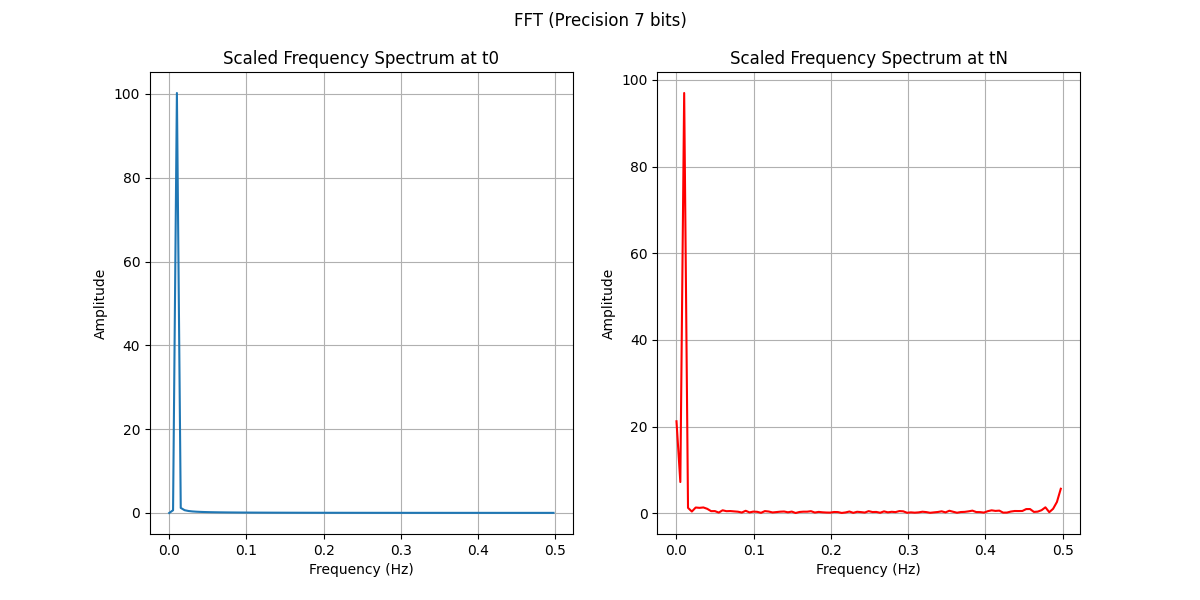 FFT (Precision 7 bits)
Scaled Frequency Spectrum at t0
100
80
60
40
20
0
Amplitude
0.0 0.1 0.2 0.3 0.4 0.5
Frequency (Hz)
Scaled Frequency Spectrum at tN
100
80
60
40
20
0
Amplitude
0.0 0.1 0.2 0.3 0.4 0.5
Frequency (Hz)